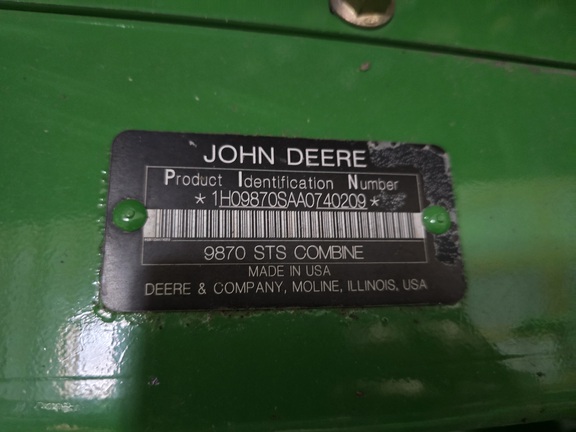 JOHN DEERE
Product Identification Number
*1H09870SAA0740209*
9870 STS COMBINE
MADE IN USA
DEERE & COMPANY, MOLINE, ILLINOIS, USA